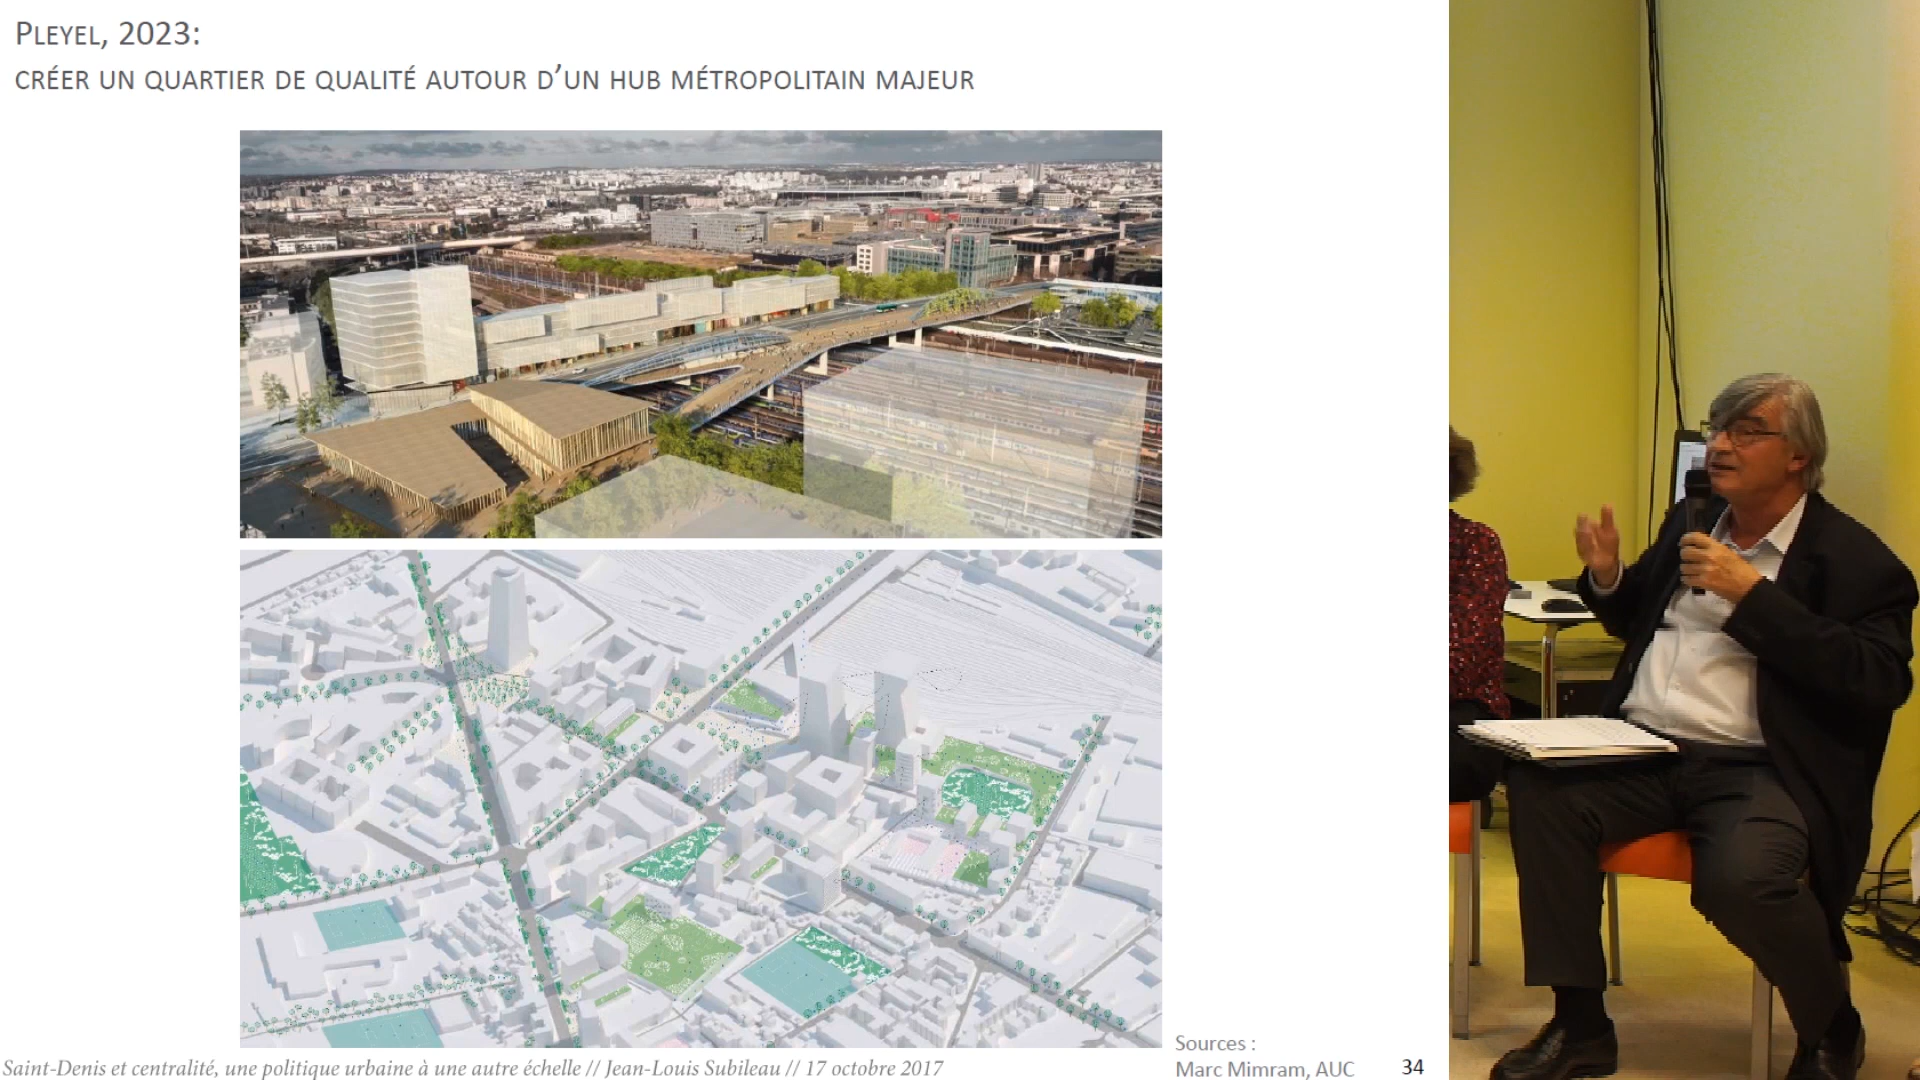 PLEYEL, 2023:
CRÉER UN QUARTIER DE QUALITÉ AUTOUR D'UN HUB MÉTROPOLITAIN MAJEUR
Sources :
Marc Mimram, AUC
34
Saint-Denis et centralité, une politique urbaine à une autre échelle // Jean-Louis Subileau // 17 octobre 2017